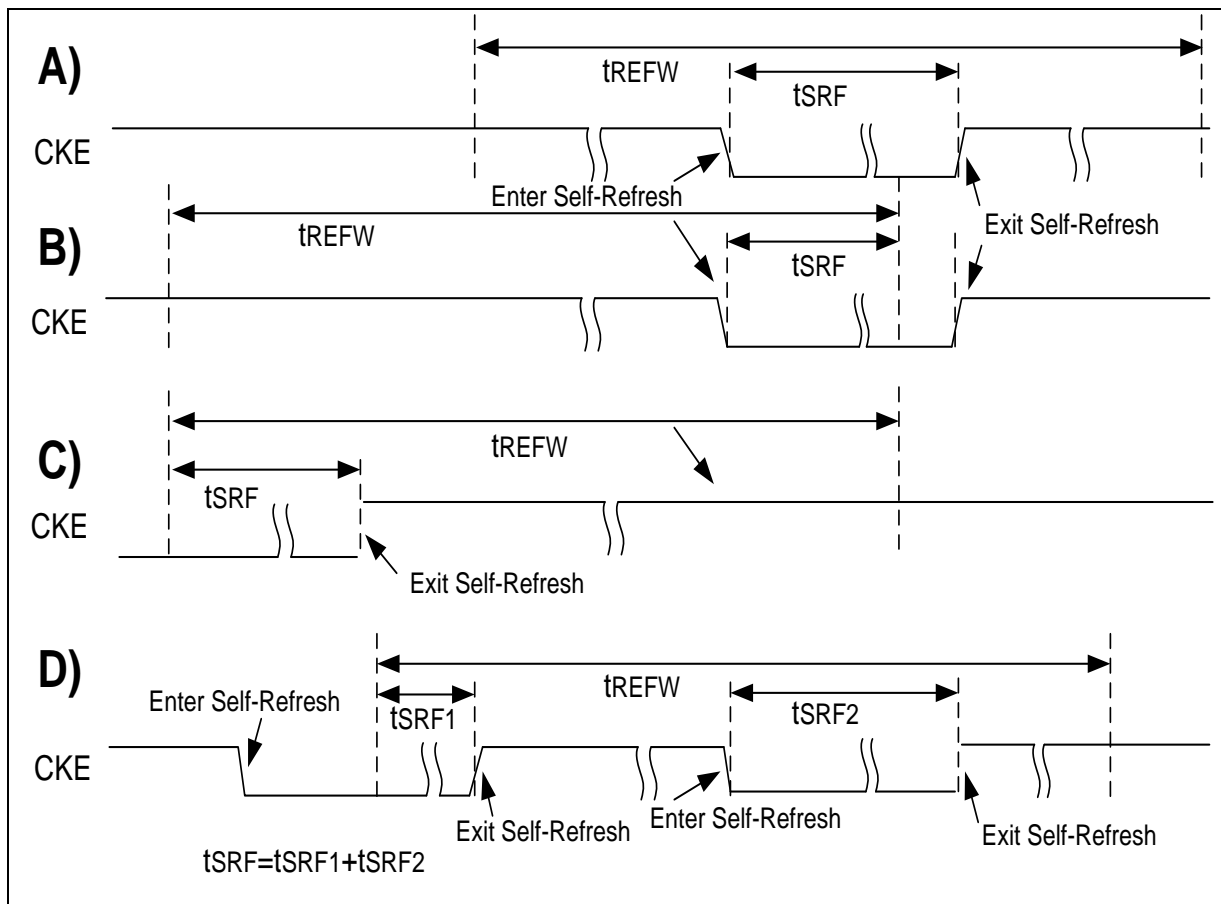 A)
tREFW
tSRF
CKE
Enter Self-Refresh
Exit Self-Refresh
B)
tREFW
tSRF
CKE
C)
tREFW
tSRF
CKE
Exit Self-Refresh
D)
tREFW
Enter Self-Refresh
tSRF1
tSRF2
CKE
Exit Self-Refresh
Enter Self-Refresh
Exit Self-Refresh
tSRF=tSRF1+tSRF2